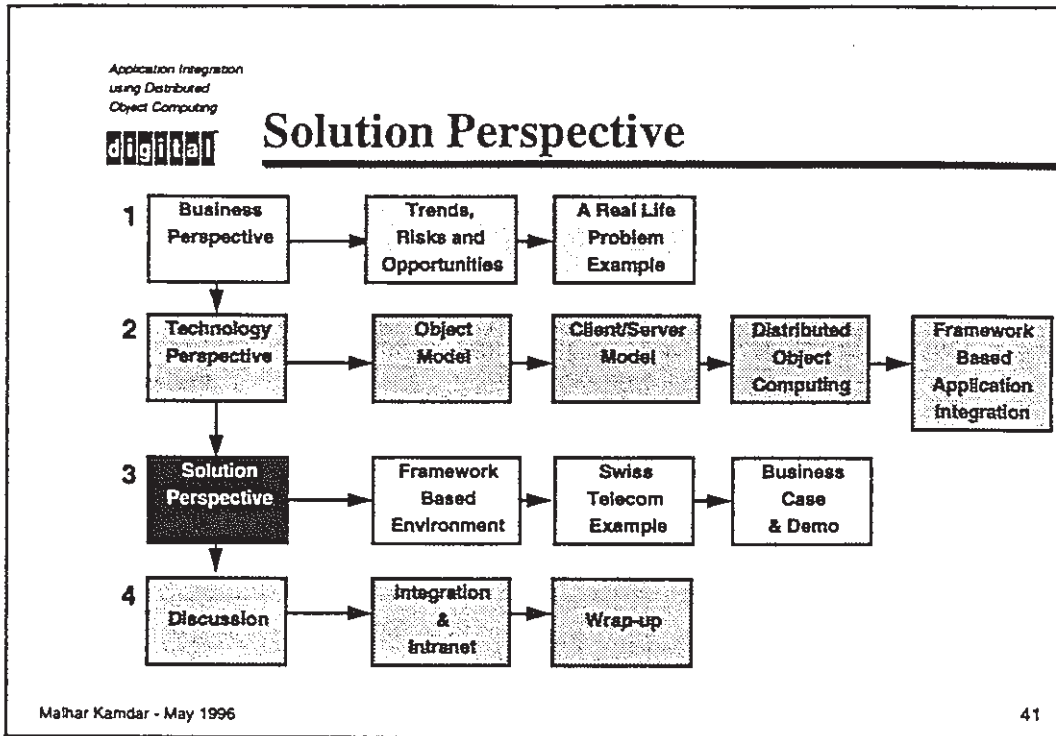 Application Integration
using Distributed
Object Computing
digital
Solution Perspective
1
Business
Perspective
Trends,
Risks and
Opportunities
A Real Life
Problem
Example
2
Technology
Perspective
Object
Model
Client/Server
Model
Distributed
Object
Computing
Framework
Based
Application
Integration
3
Solution
Perspective
Framework
Based
Environment
Swiss
Telecom
Example
Business
Case
& Demo
4
Discussion
Integration
&
Intranet
Wrap-up
Malhar Kamdar - May 1996
41